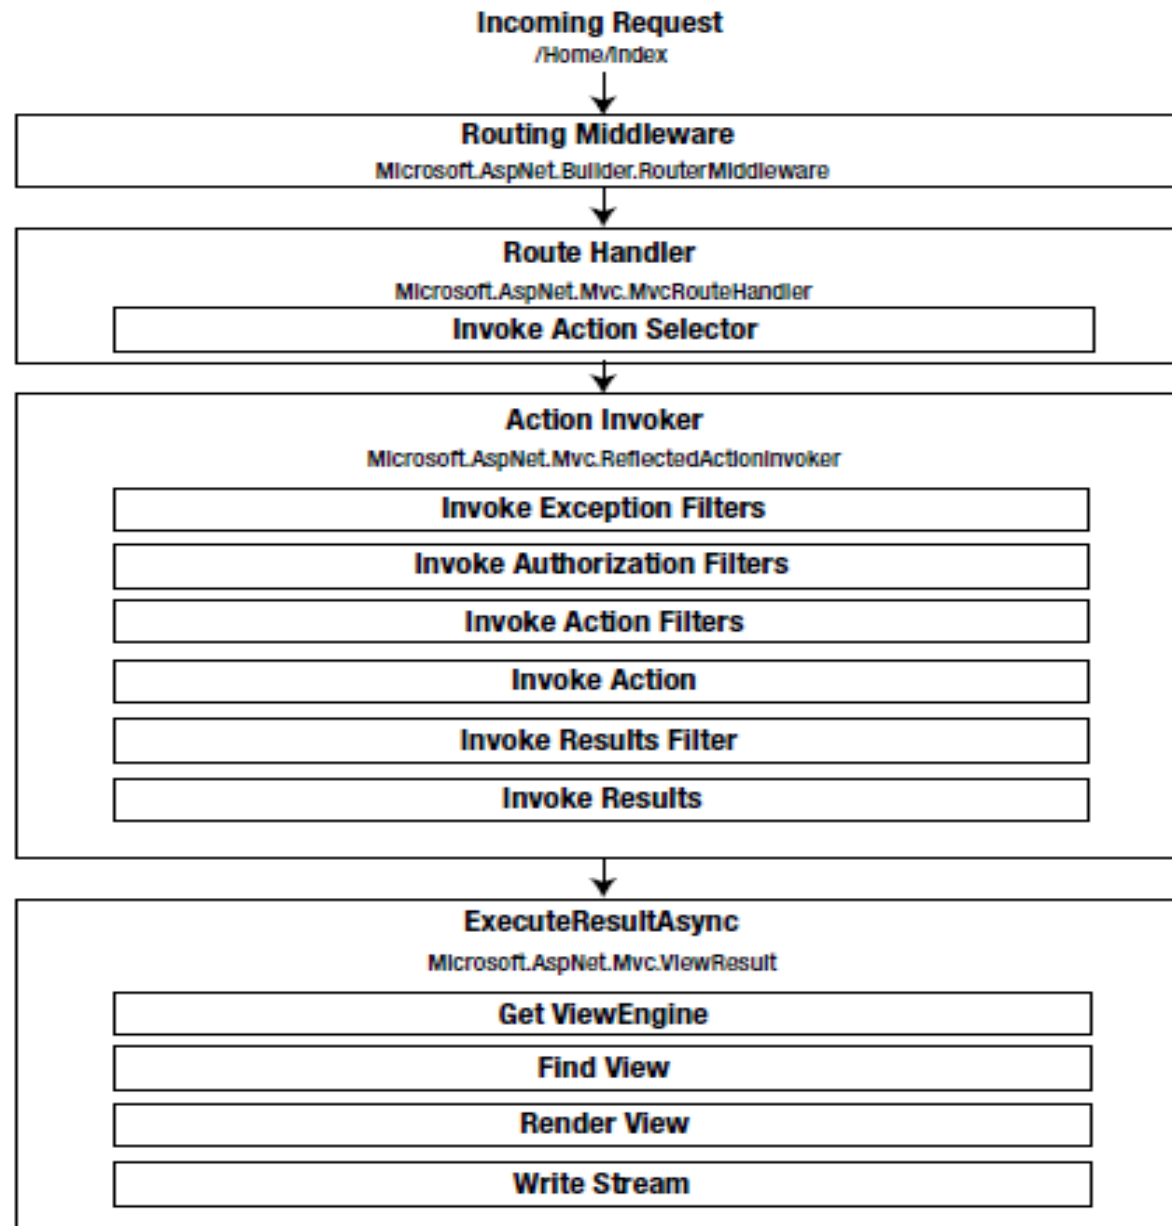 Incoming Request
/Home/Index
Routing Middleware
Microsoft.AspNet.Builder.RouterMiddleware
Route Handler
Microsoft.AspNet.Mvc.MvcRouteHandler
Invoke Action Selector
Action Invoker
Microsoft.AspNet.Mvc.ReflectedActionInvoker
Invoke Exception Filters
Invoke Authorization Filters
Invoke Action Filters
Invoke Action
Invoke Results Filter
Invoke Results
ExecuteResultAsync
Microsoft.AspNet.Mvc.ViewResult
Get ViewEngine
Find View
Render View
Write Stream